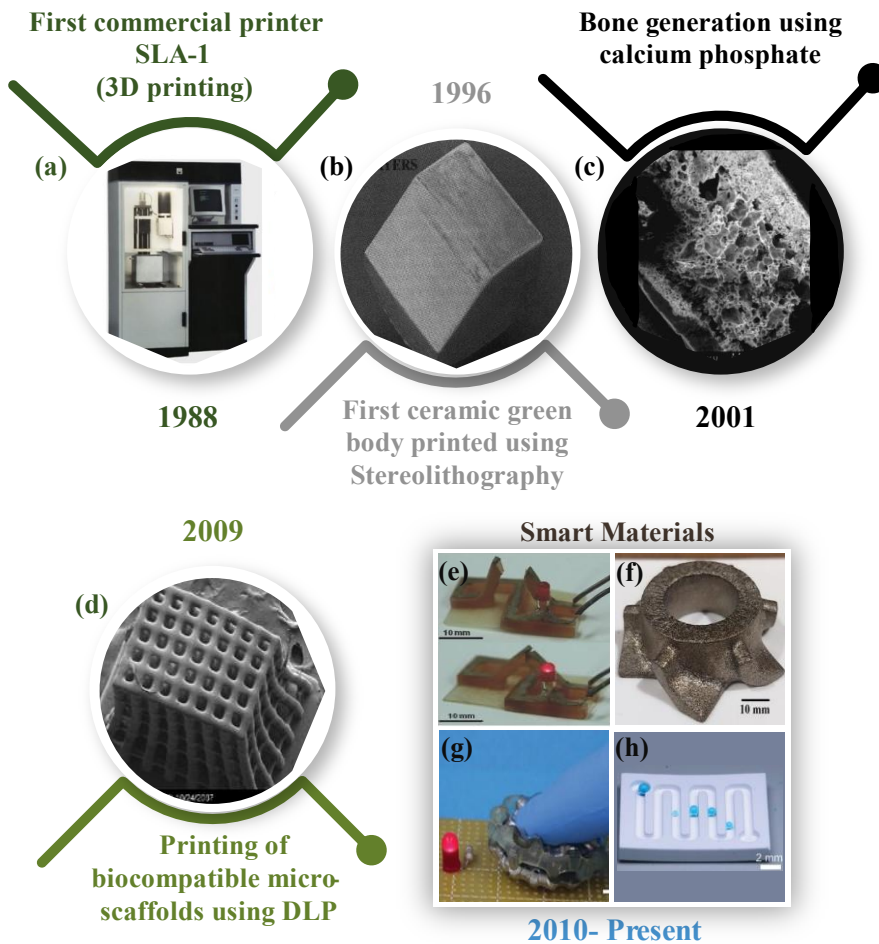 First commercial printer
SLA-1
(3D printing)
(a)
1988
1996
(b)
YERS
First ceramic green
body printed using
Stereolithography
Bone generation using
calcium phosphate
(c)
2001
2009
(d)
Printing of
biocompatible micro-
scaffolds using DLP
Smart Materials
(e)
10 mm
10 mm
(f)
10 mm
(g)
(h)
2 mm
2010- Present